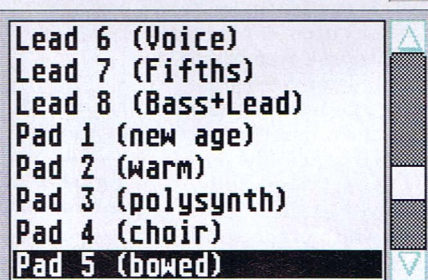 Lead 6 (Voice)
Lead 7 (Fifths)
Lead 8 (Bass+Lead)
Pad 1 (new age)
Pad 2 (warm)
Pad 3 (polysynth)
Pad 4 (choir)
Pad 5 (bowed)